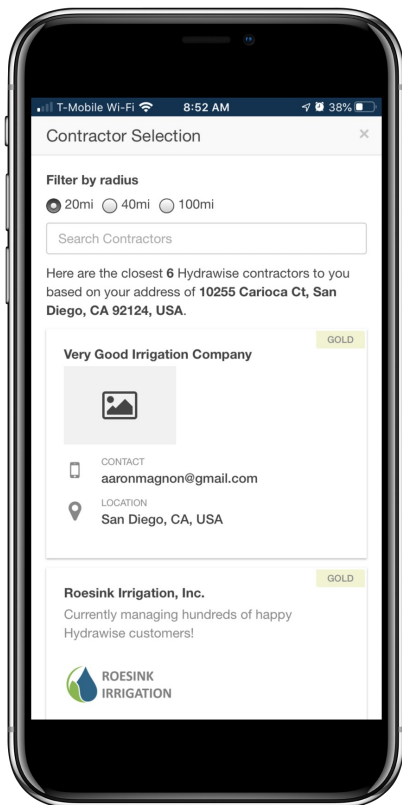 T-Mobile Wi-Fi 8:52 AM 38%
Contractor Selection ×
Filter by radius
20mi 40mi 100mi
Search Contractors
Here are the closest 6 Hydrawise contractors to you
based on your address of 10255 Carioca Ct, San
Diego, CA 92124, USA.
GOLD
Very Good Irrigation Company
CONTACT
aaronmagnon@gmail.com
LOCATION
San Diego, CA, USA
GOLD
Roesink Irrigation, Inc.
Currently managing hundreds of happy
Hydrawise customers!
ROESINK
IRRIGATION